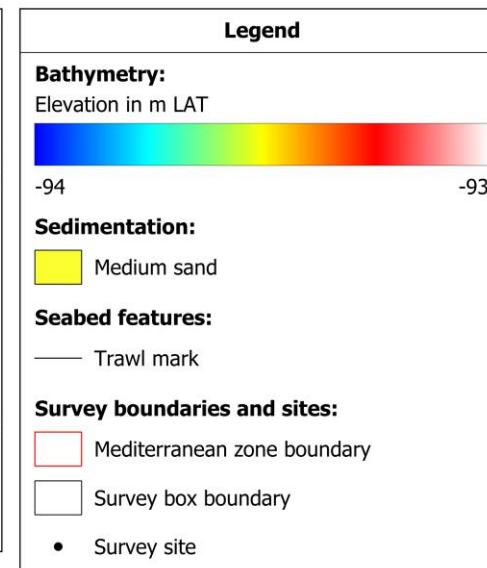 Legend
Bathymetry:
Elevation in m LAT
-94 -93
Sedimentation:
Medium sand
Seabed features:
Trawl mark
Survey boundaries and sites:
Mediterranean zone boundary
Survey box boundary
Survey site